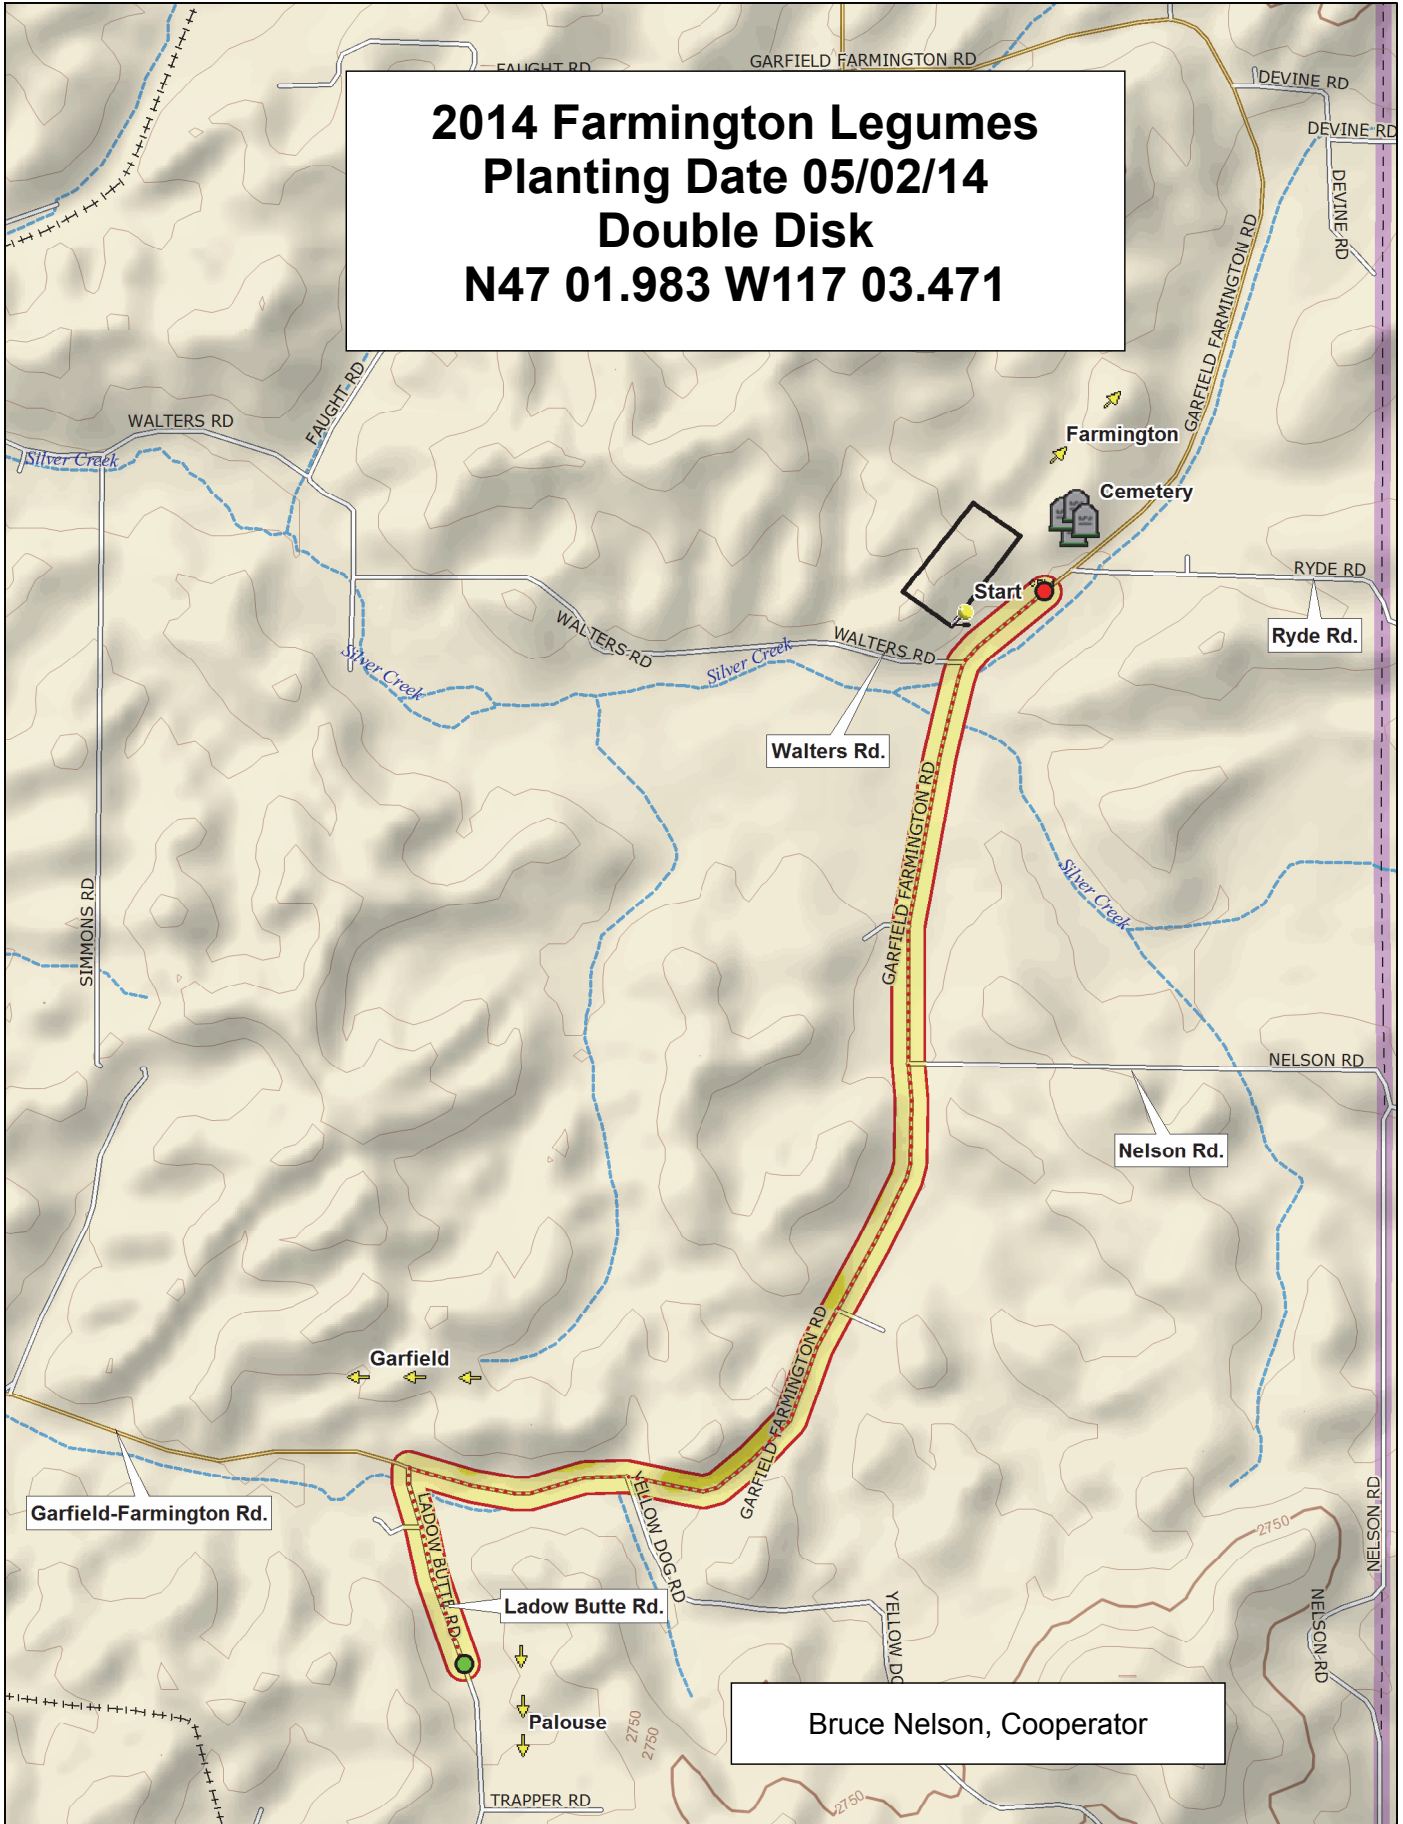 FAUGHT RD
GARFIELD FARMINGTON RD
DEVINE RD
DEVINE RD
DEVINE RD
2014 Farmington Legumes
Planting Date 05/02/14
Double Disk
N47 01.983 W117 03.471
GARFIELD FARMINGTON RD
FAUGHT RD
WALTERS RD
Silver Creek
Farmington
Cemetery
RYDE RD
Start
Ryde Rd.
WALTERS RD
WALTERS RD
Silver Creek
Silver Creek
Walters Rd.
GARFIELD FARMINGTON RD
Silver Creek
SIMMONS RD
NELSON RD
Nelson Rd.
Garfield
GARFIELD FARMINGTON RD
Garfield-Farmington Rd.
LADOW BUTTE RD
YELLOW DOG RD
2750
NELSON RD
Ladow Butte Rd.
YELLOW DO
NELSON RD
Palouse
2750
2750
Bruce Nelson, Cooperator
TRAPPER RD
2750